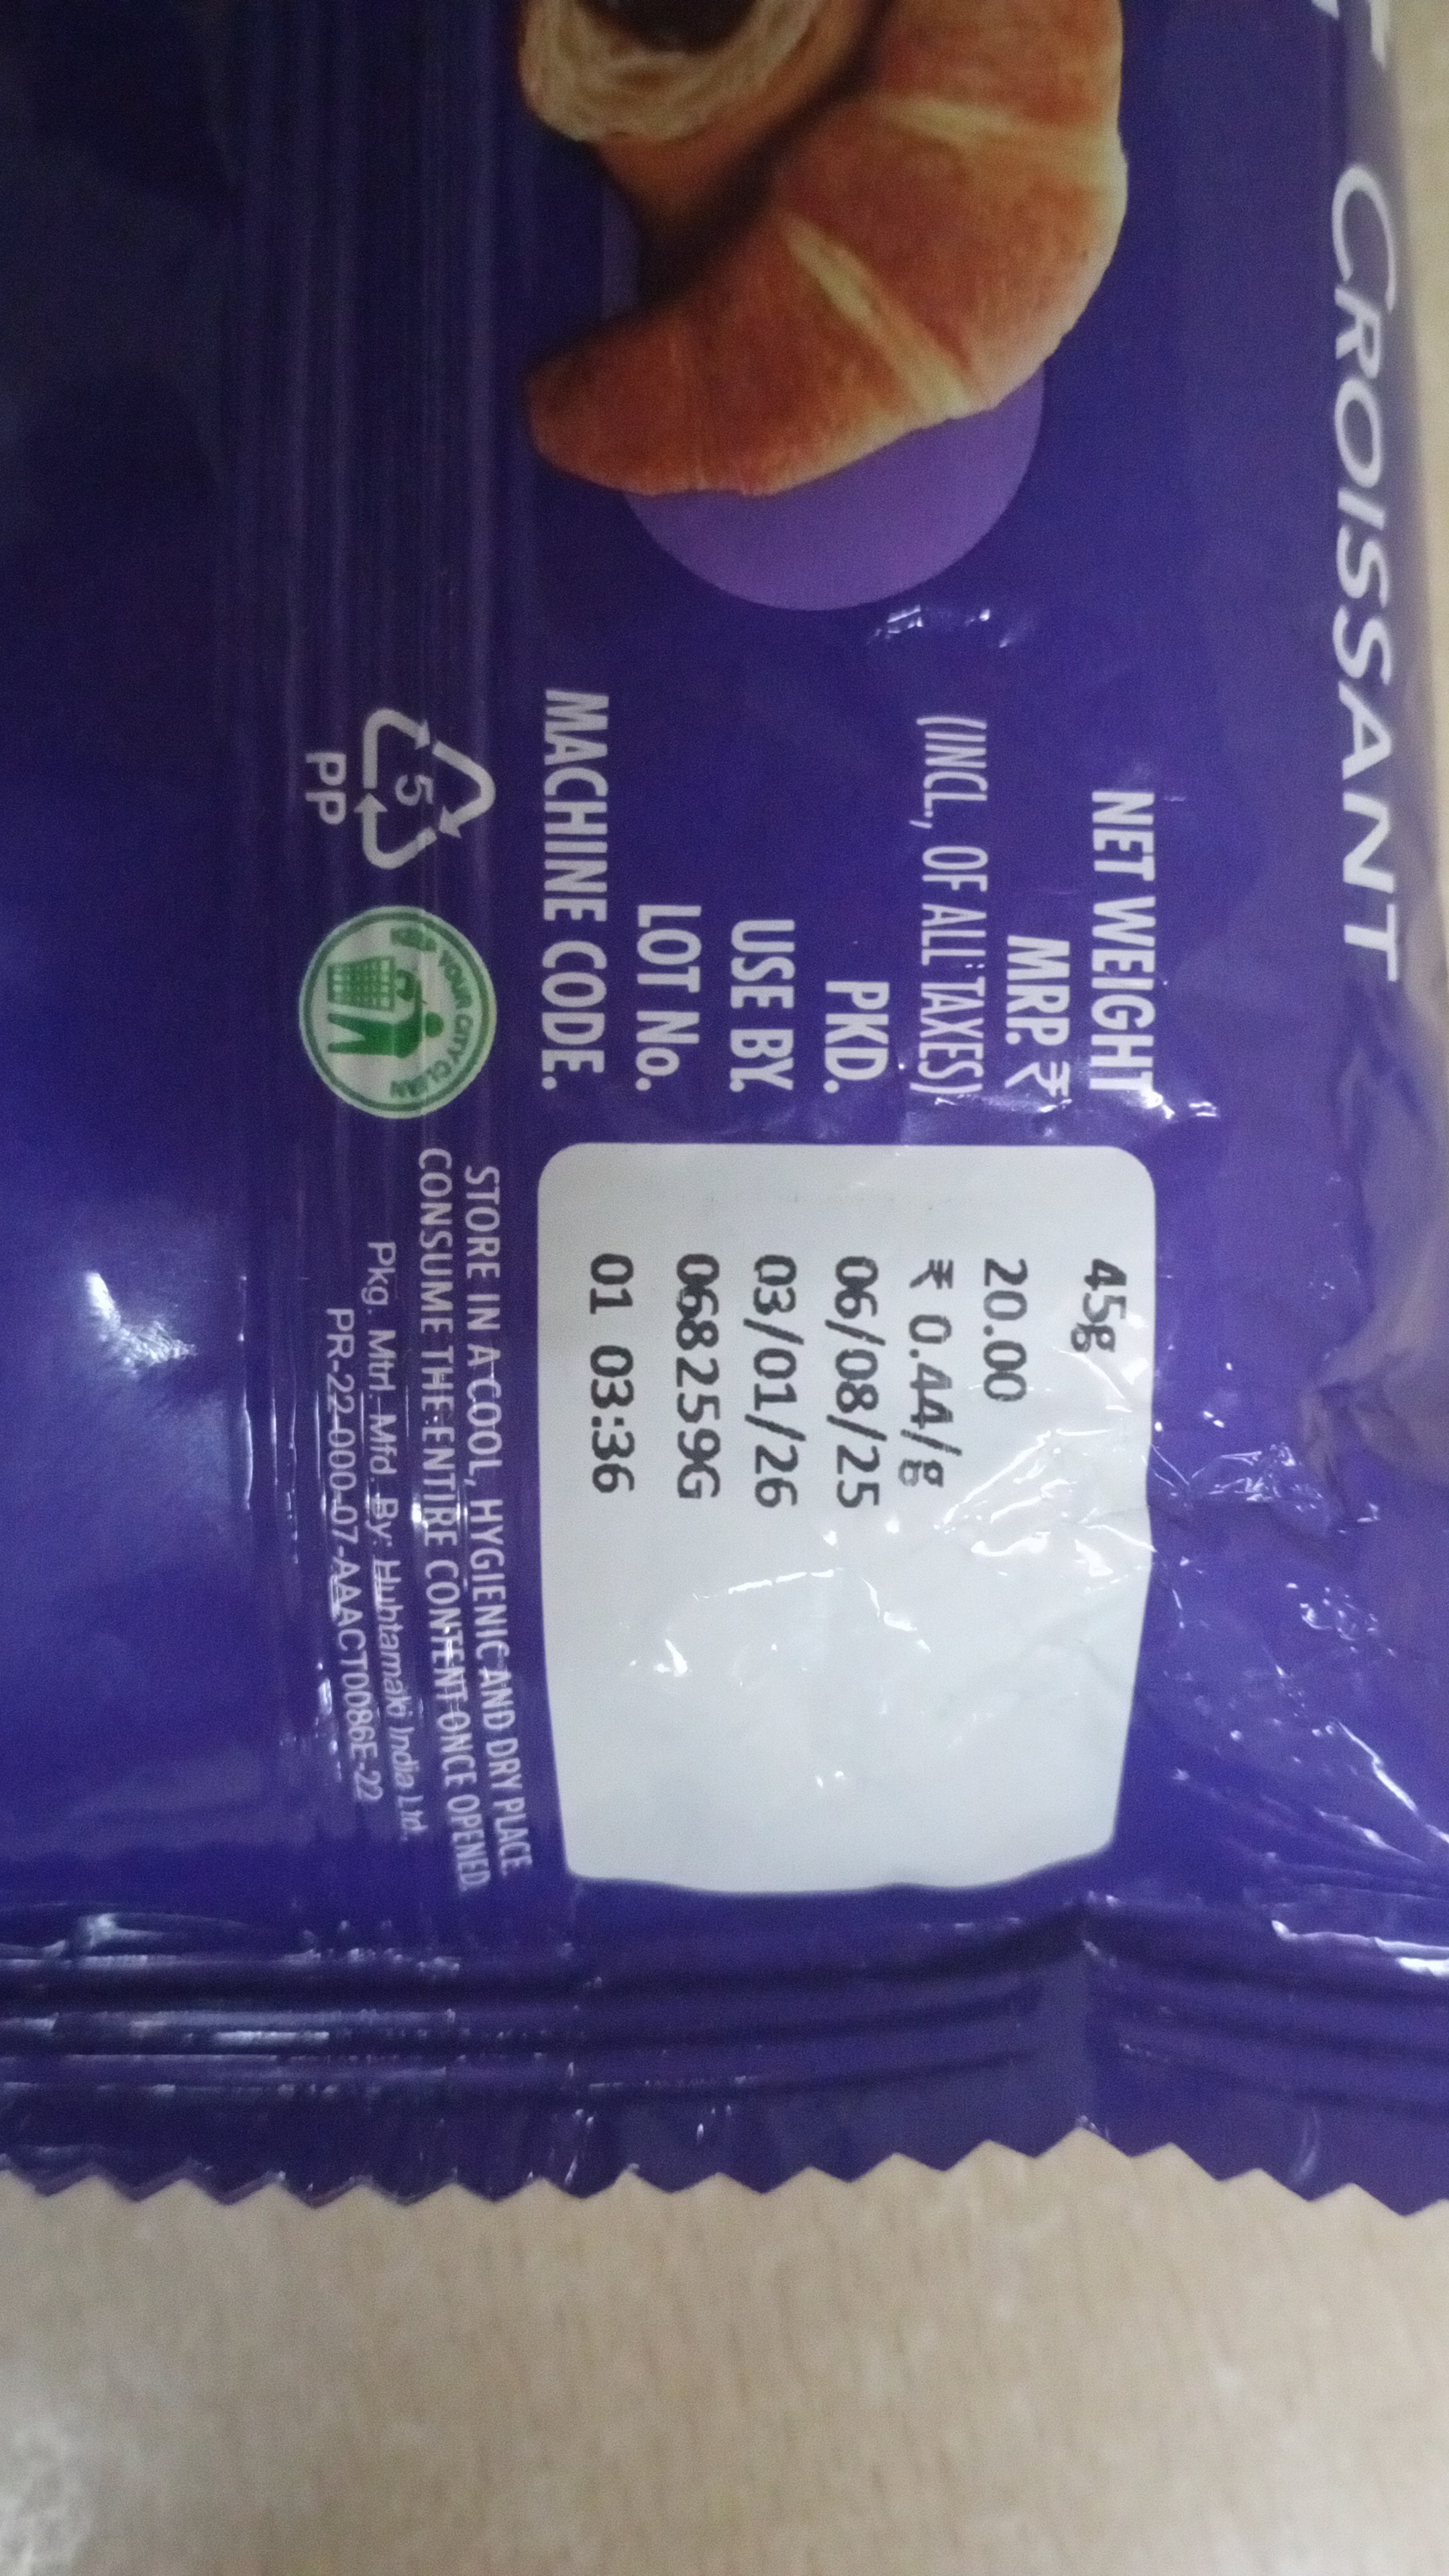 CROISSANT
NET WEIGHT 45g
MRP. ₹ 20.00
(INCL., OF ALL TAXES) ₹ 0.44/g
PKD. 06/08/25
USE BY. 03/01/26
LOT No. 068259G
MACHINE CODE. 01 03:36
STORE IN A COOL, HYGIENIC AND DRY PLACE.
CONSUME THE ENTIRE CONTENT ONCE OPENED.
5
PP
YOUR CITY CLEAN
Pkg. Mtrl. Mfd. By: Huhtamaki India Ltd.
PR-22-000-07-AAACT0086E-22